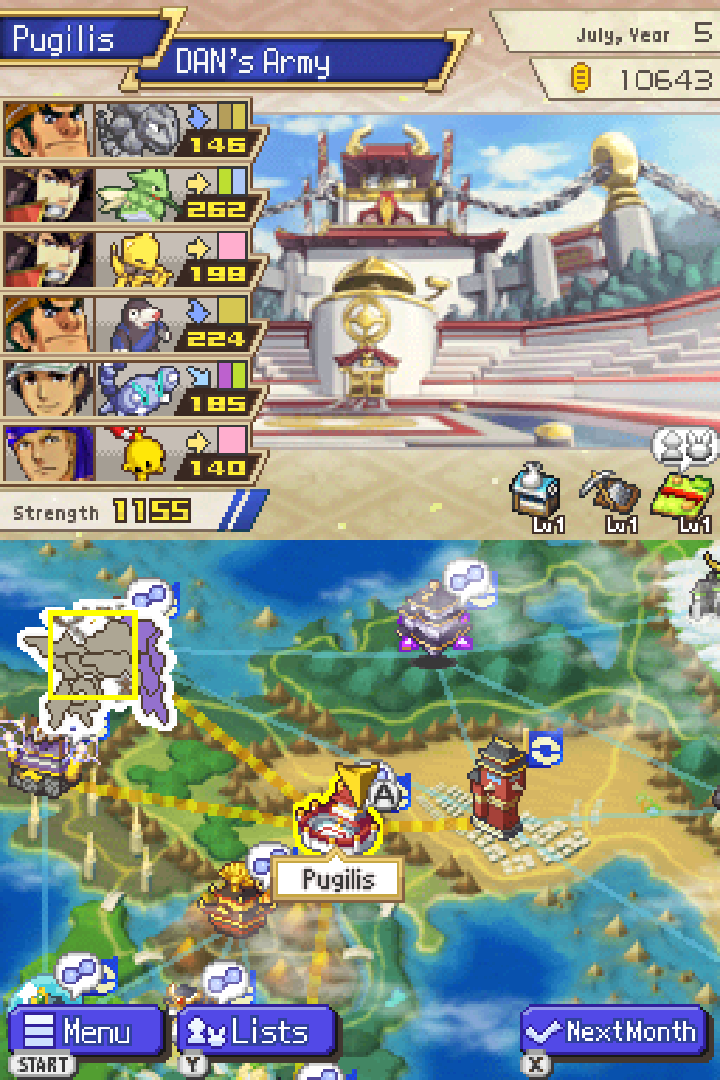 Pugilis
DAN's Army
July, Year 5
10643
146
262
198
224
185
140
Strength 1155
Lv1
Lv1
Lv1
A
Pugilis
Menu
Lists
NextMonth
START
Y
X